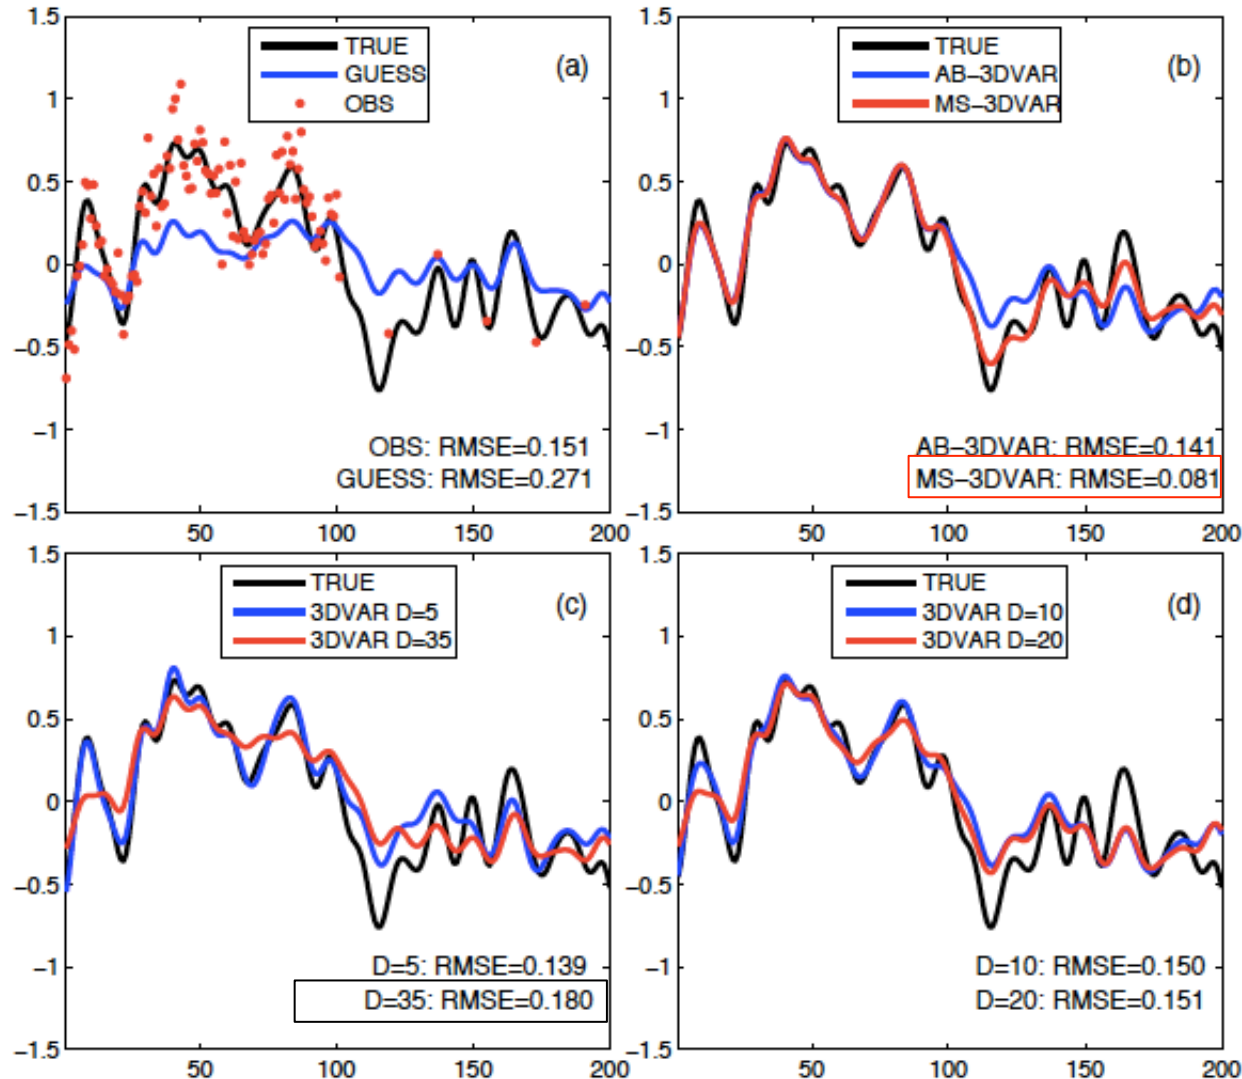 1.5
1
0.5
0
−0.5
−1
−1.5
50
100
150
200
TRUE
GUESS
OBS
(a)
OBS: RMSE=0.151
GUESS: RMSE=0.271
1.5
1
0.5
0
−0.5
−1
−1.5
50
100
150
200
TRUE
AB−3DVAR
MS−3DVAR
(b)
AB−3DVAR: RMSE=0.141
MS−3DVAR: RMSE=0.081
1.5
1
0.5
0
−0.5
−1
−1.5
50
100
150
200
TRUE
3DVAR D=5
3DVAR D=35
(c)
D=5: RMSE=0.139
D=35: RMSE=0.180
1.5
1
0.5
0
−0.5
−1
−1.5
50
100
150
200
TRUE
3DVAR D=10
3DVAR D=20
(d)
D=10: RMSE=0.150
D=20: RMSE=0.151